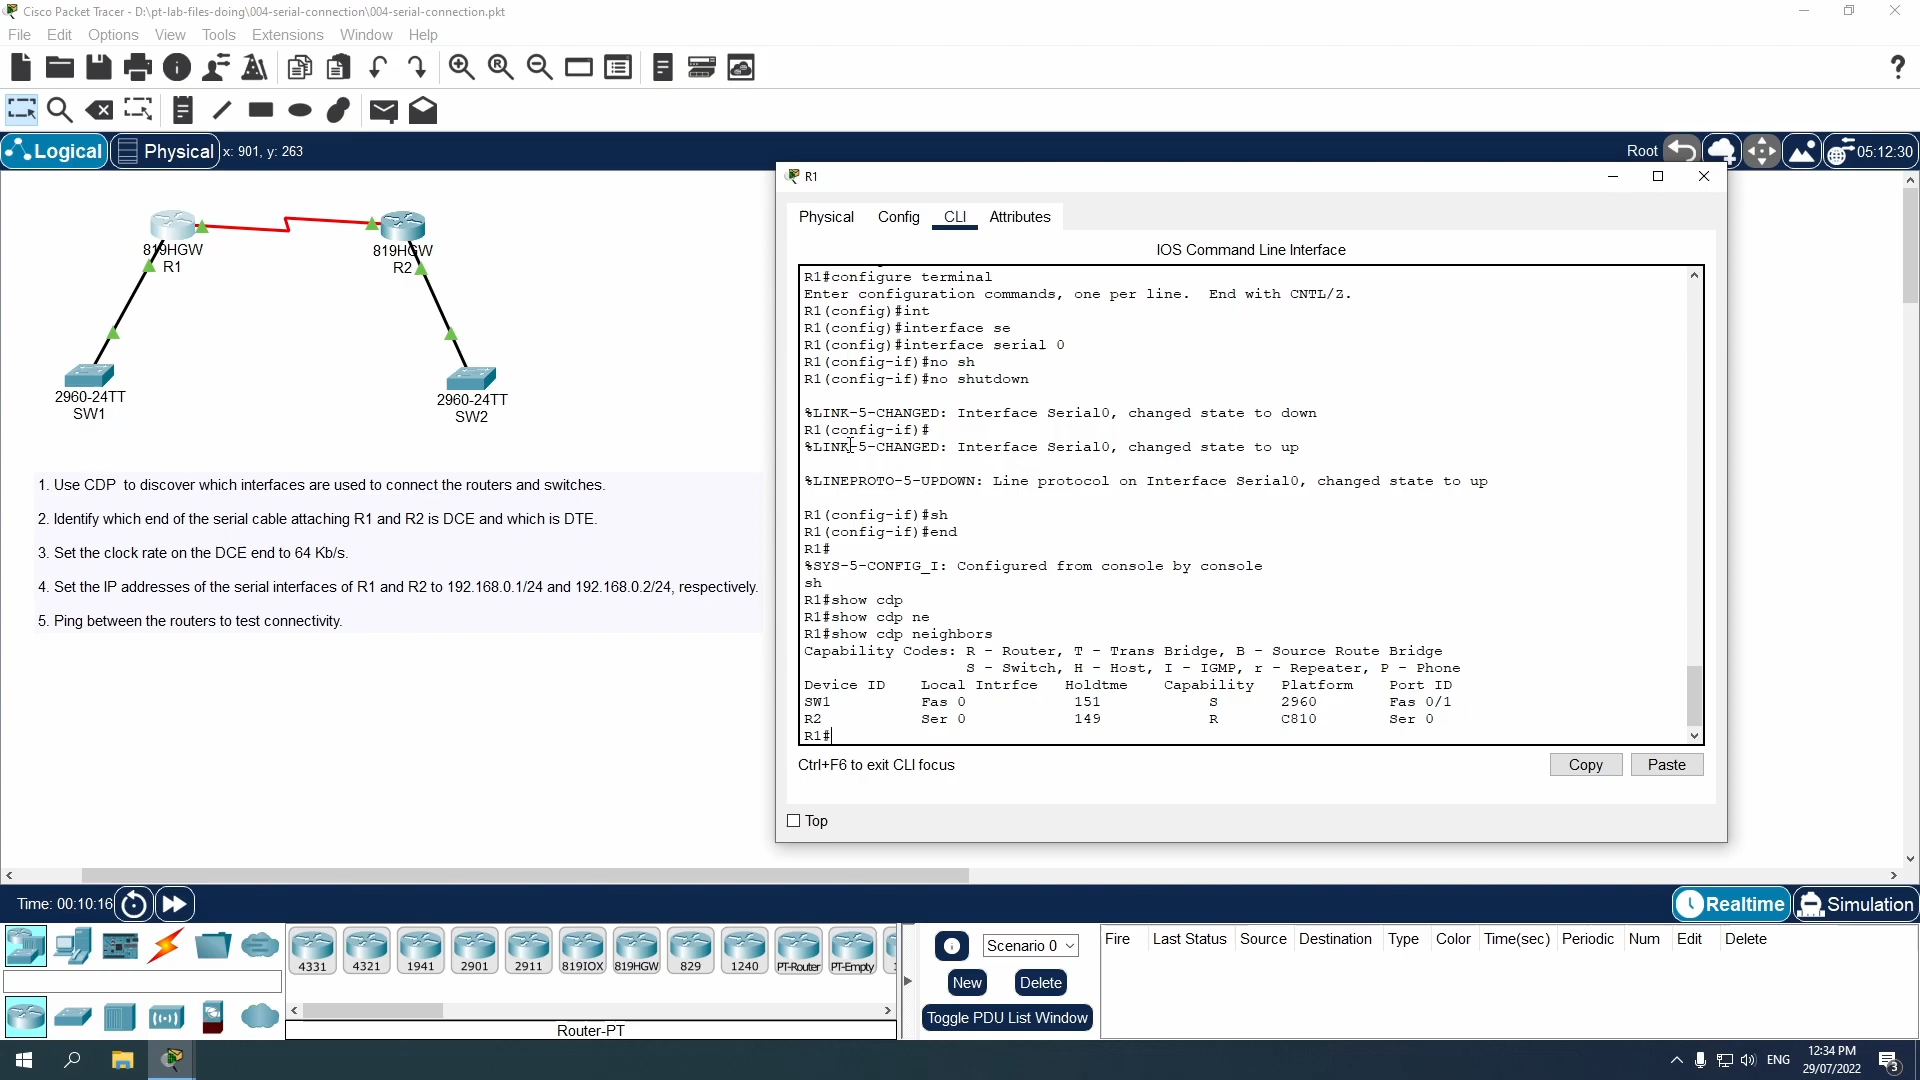 Cisco Packet Tracer - D:\pt-lab-files-doing\004-serial-connection\004-serial-connection.pkt
File Edit Options View Tools Extensions Window Help
Logical Physical x: 901, y: 263 Root 05:12:30
819HGW
R1
819HGW
R2
2960-24TT
SW1
2960-24TT
SW2
1. Use CDP to discover which interfaces are used to connect the routers and switches.
2. Identify which end of the serial cable attaching R1 and R2 is DCE and which is DTE.
3. Set the clock rate on the DCE end to 64 Kb/s.
4. Set the IP addresses of the serial interfaces of R1 and R2 to 192.168.0.1/24 and 192.168.0.2/24, respectively.
5. Ping between the routers to test connectivity.
R1
Physical Config CLI Attributes
IOS Command Line Interface
R1#configure terminal
Enter configuration commands, one per line. End with CNTL/Z.
R1(config)#int
R1(config)#interface se
R1(config)#interface serial 0
R1(config-if)#no sh
R1(config-if)#no shutdown
%LINK-5-CHANGED: Interface Serial0, changed state to down
R1(config-if)#
%LINK-5-CHANGED: Interface Serial0, changed state to up
%LINEPROTO-5-UPDOWN: Line protocol on Interface Serial0, changed state to up
R1(config-if)#sh
R1(config-if)#end
R1#
%SYS-5-CONFIG_I: Configured from console by console
sh
R1#show cdp
R1#show cdp ne
R1#show cdp neighbors
Capability Codes: R - Router, T - Trans Bridge, B - Source Route Bridge
S - Switch, H - Host, I - IGMP, r - Repeater, P - Phone
Device ID Local Intrfce Holdtme Capability Platform Port ID
SW1 Fas 0 151 S 2960 Fas 0/1
R2 Ser 0 149 R C810 Ser 0
R1#
Ctrl+F6 to exit CLI focus
Copy Paste
Top
Time: 00:10:16
Realtime Simulation
4331 4321 1941 2901 2911 819IOX 819HGW 829 1240 PT-Router PT-Empty
Router-PT
Scenario 0
New Delete
Toggle PDU List Window
Fire Last Status Source Destination Type Color Time(sec) Periodic Num Edit Delete
ENG
12:34 PM
29/07/2022
3